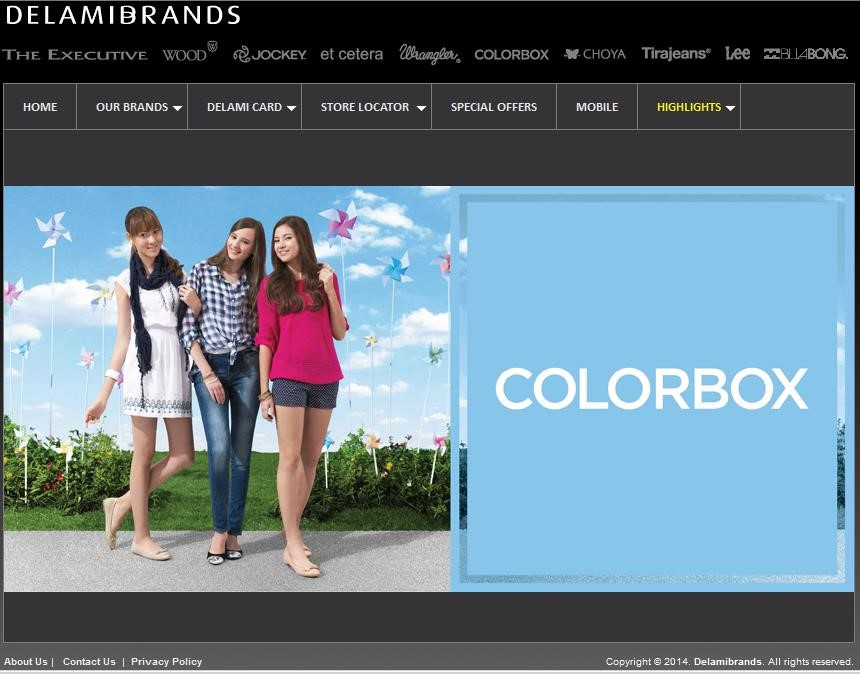 DELAMIBRANDS
THE EXECUTIVE WOOD JOCKEY et cetera Wrangler® COLORBOX CHOYA Tirajeans® Lee BILLABONG.
HOME OUR BRANDS DELAMI CARD STORE LOCATOR SPECIAL OFFERS MOBILE HIGHLIGHTS
COLORBOX
About Us | Contact Us | Privacy Policy Copyright © 2014. Delamibrands. All rights reserved.